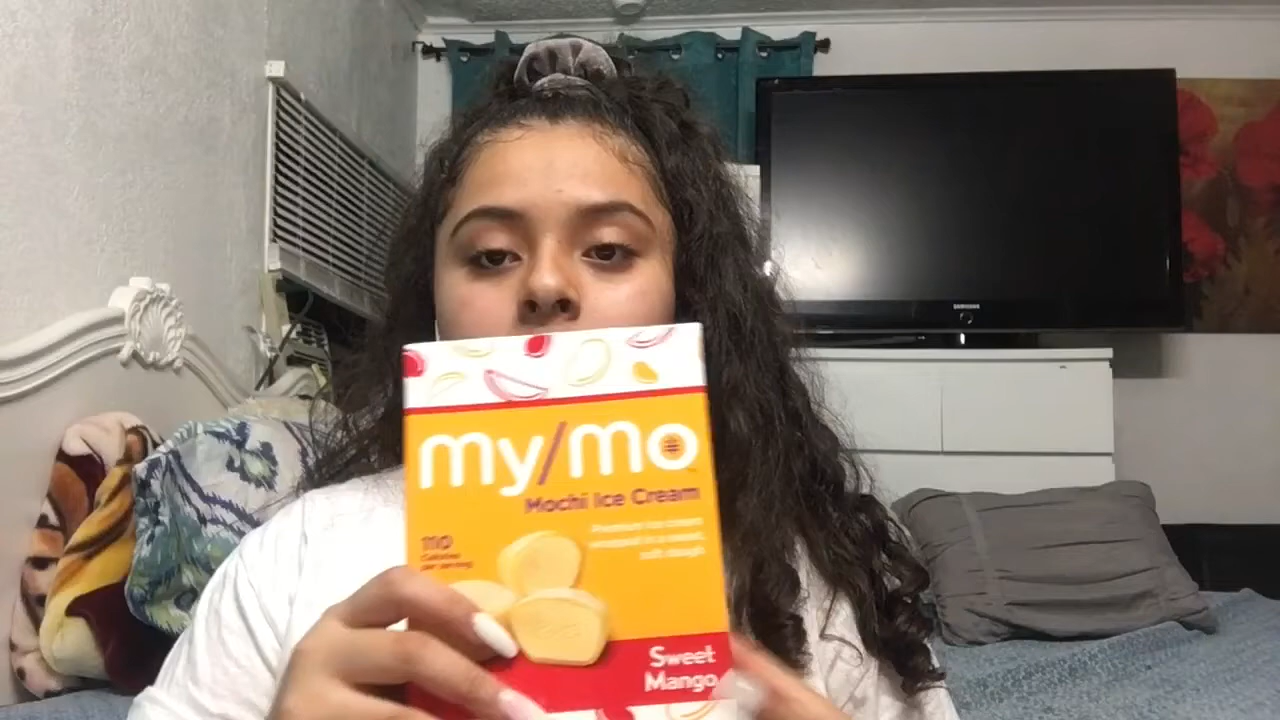 SAMSUNG
my/mo
Mochi Ice Cream
Premium ice cream
wrapped in a sweet,
soft dough
110
Calories
per serving
Sweet
Mango